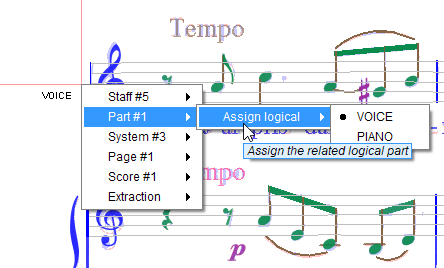 Tempo
VOICE
Staff #5
Part #1
System #3
Page #1
Score #1
Extraction
Assign logical
VOICE
PIANO
Assign the related logical part
mpo
p